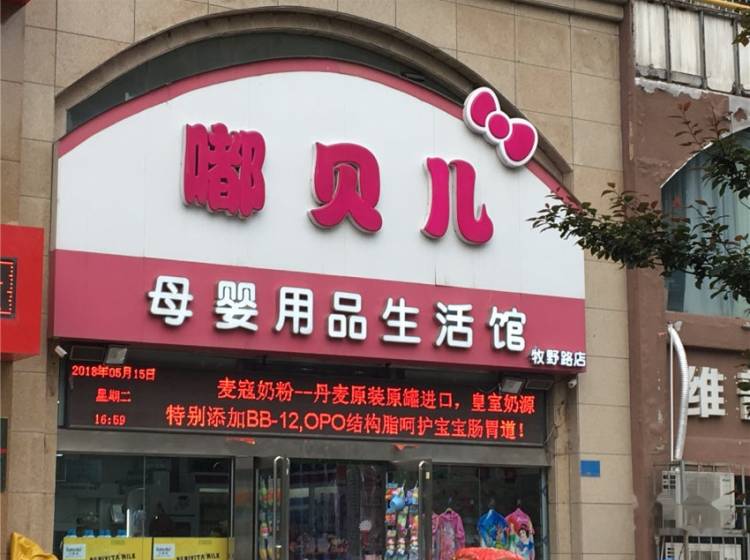 嘟贝儿
母婴用品生活馆
牧野路店
2018年05月15日
星期二
16:59
麦寇奶粉--丹麦原装原罐进口，皇室奶源
特别添加BB-12,OPO结构脂呵护宝宝肠胃道！
维